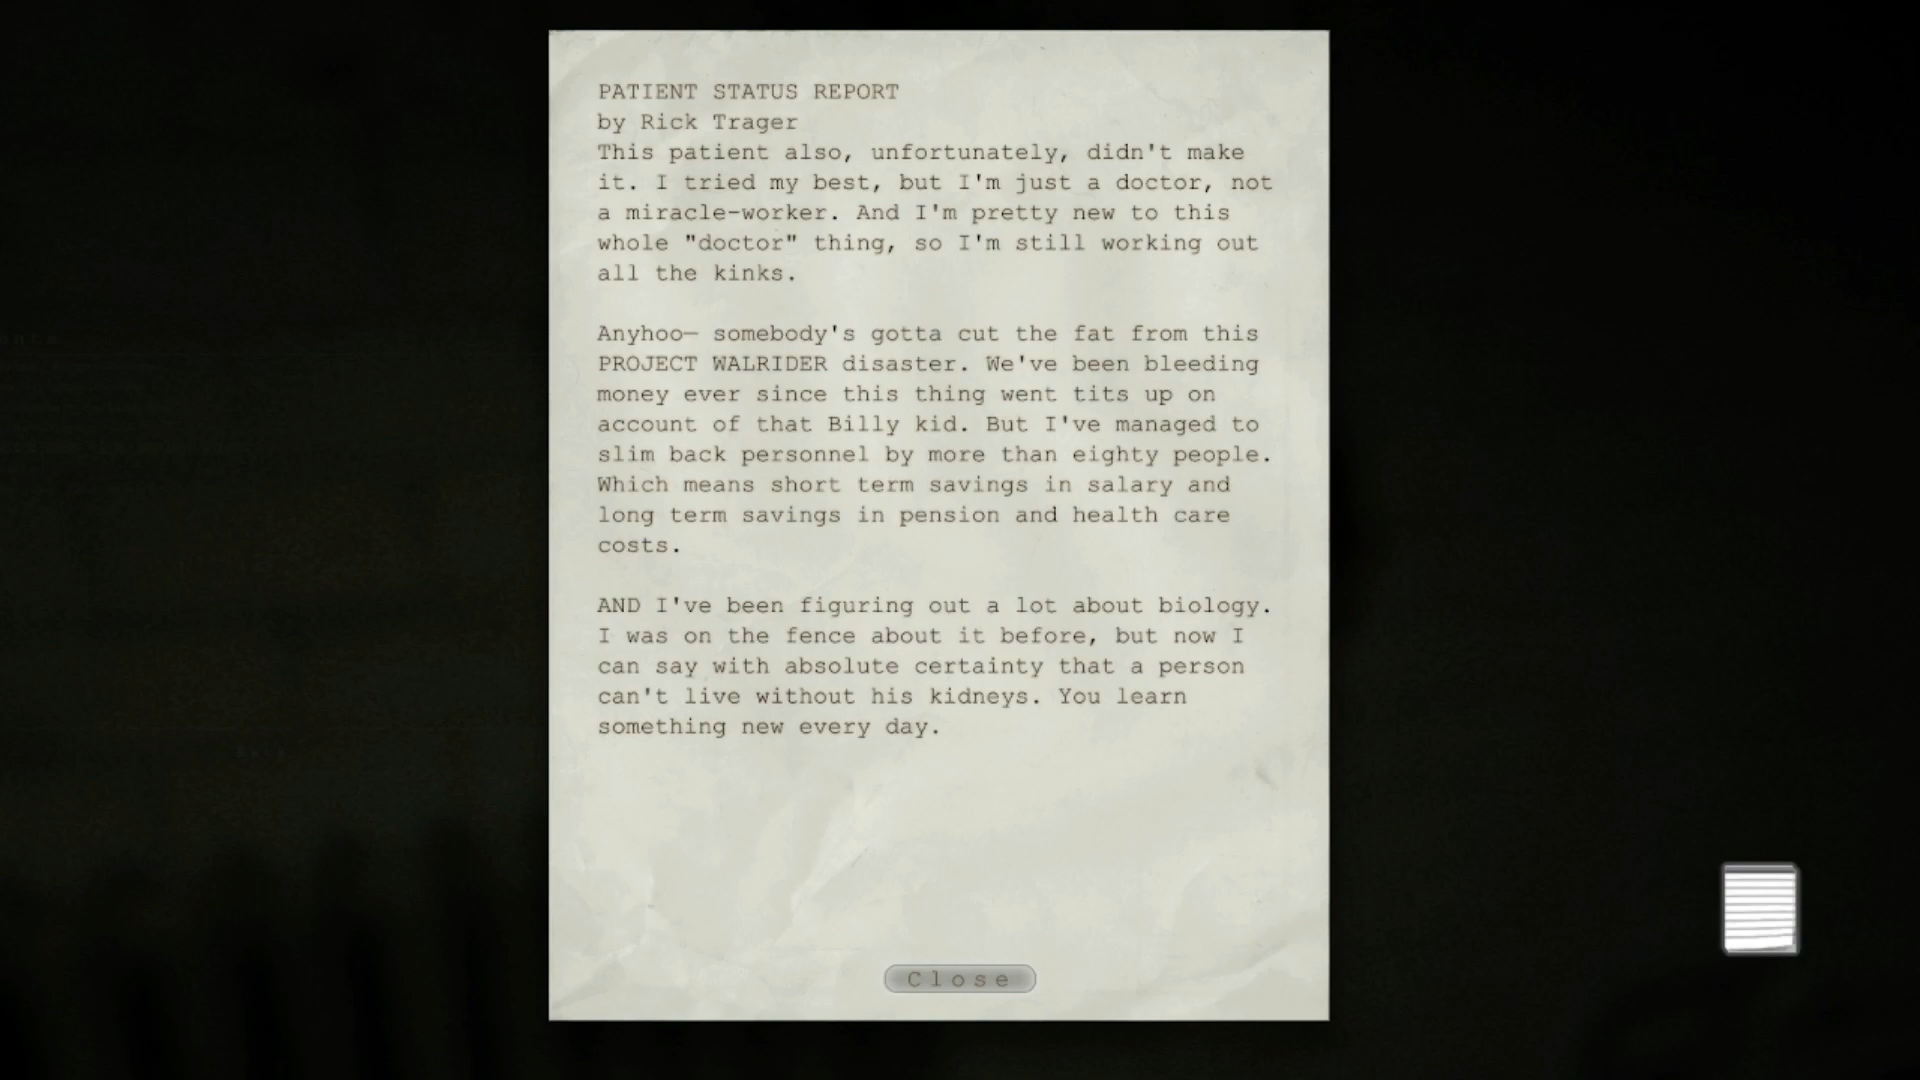 PATIENT STATUS REPORT
by Rick Trager
This patient also, unfortunately, didn't make
it. I tried my best, but I'm just a doctor, not
a miracle-worker. And I'm pretty new to this
whole "doctor" thing, so I'm still working out
all the kinks.
Anyhoo— somebody's gotta cut the fat from this
PROJECT WALRIDER disaster. We've been bleeding
money ever since this thing went tits up on
account of that Billy kid. But I've managed to
slim back personnel by more than eighty people.
Which means short term savings in salary and
long term savings in pension and health care
costs.
AND I've been figuring out a lot about biology.
I was on the fence about it before, but now I
can say with absolute certainty that a person
can't live without his kidneys. You learn
something new every day.
Close